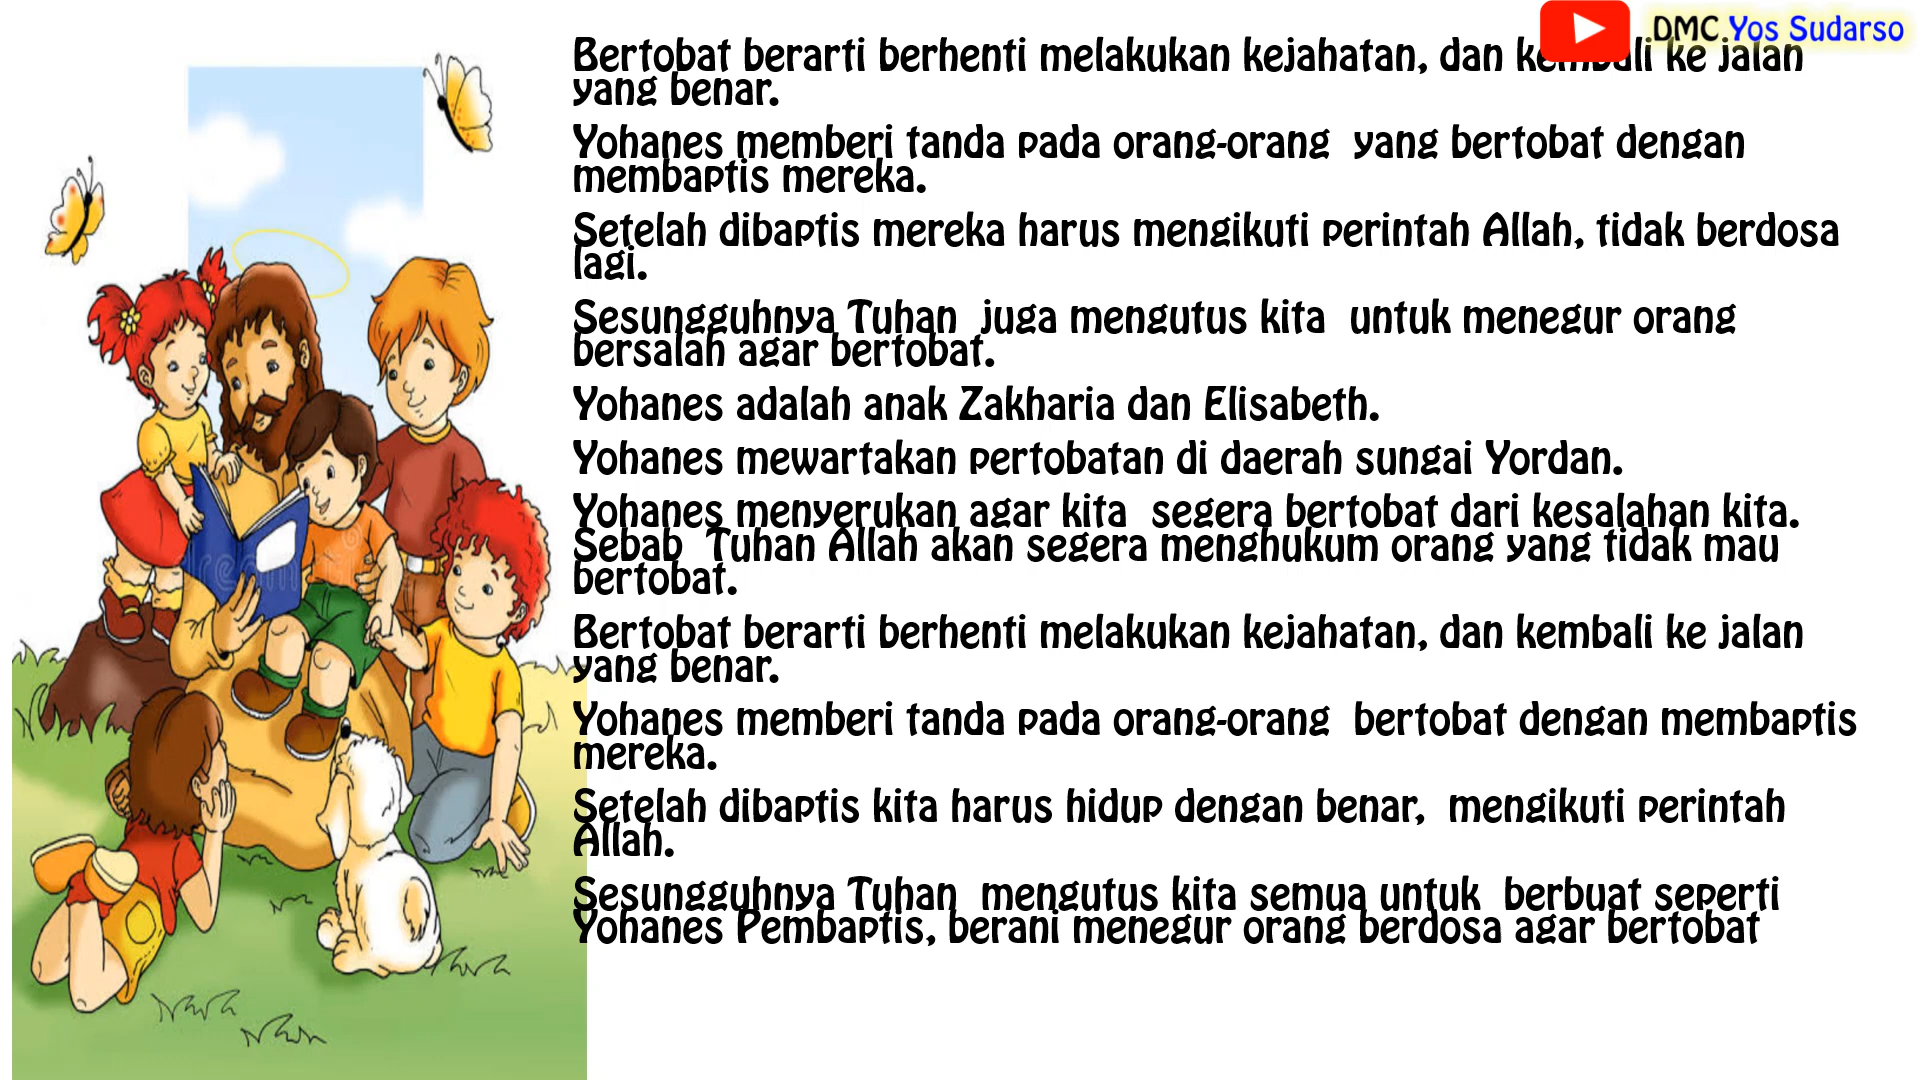 DMC Yos Sudarso
Bertobat berarti berhenti melakukan kejahatan, dan kembali ke jalan
yang benar.
Yohanes memberi tanda pada orang-orang yang bertobat dengan
membaptis mereka.
Setelah dibaptis mereka harus mengikuti perintah Allah, tidak berdosa
lagi.
Sesungguhnya Tuhan juga mengutus kita untuk menegur orang
bersalah agar bertobat.
Yohanes adalah anak Zakharia dan Elisabeth.
Yohanes mewartakan pertobatan di daerah sungai Yordan.
Yohanes menyerukan agar kita segera bertobat dari kesalahan kita.
Sebab Tuhan Allah akan segera menghukum orang yang tidak mau
bertobat.
Bertobat berarti berhenti melakukan kejahatan, dan kembali ke jalan
yang benar.
Yohanes memberi tanda pada orang-orang bertobat dengan membaptis
mereka.
Setelah dibaptis kita harus hidup dengan benar, mengikuti perintah
Allah.
Sesungguhnya Tuhan mengutus kita semua untuk berbuat seperti
Yohanes Pembaptis, berani menegur orang berdosa agar bertobat